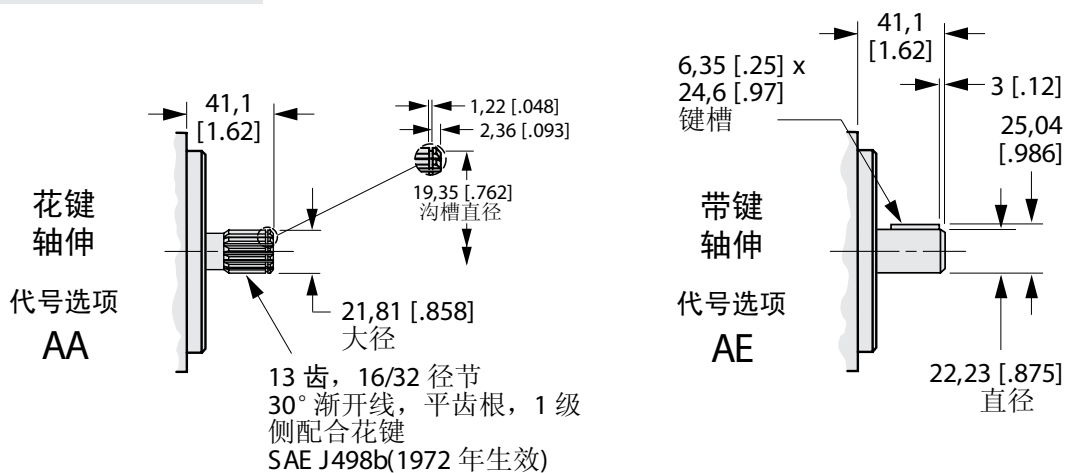 41,1
[1.62]
1,22 [.048]
2,36 [.093]
19,35 [.762]
沟槽直径
花键
轴伸
代号选项
AA
21,81 [.858]
大径
13 齿，16/32 径节
30° 渐开线，平齿根，1 级
侧配合花键
SAE J498b(1972 年生效)
41,1
[1.62]
6,35 [.25] x
24,6 [.97]
键槽
3 [.12]
25,04
[.986]
带键
轴伸
代号选项
AE
22,23 [.875]
直径